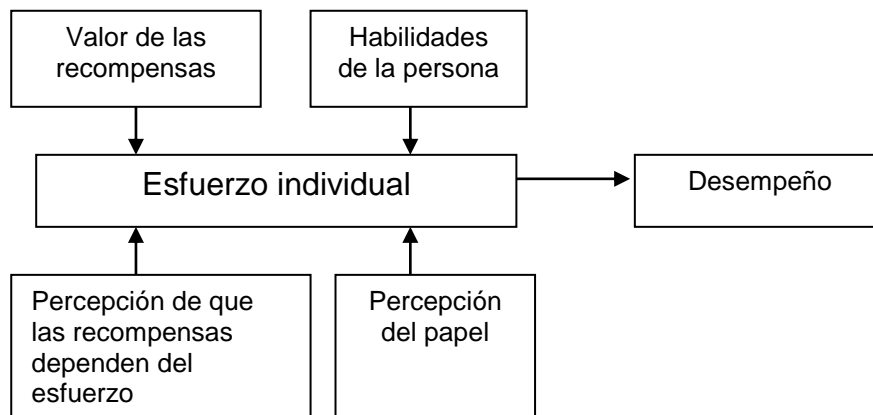 Valor de las
recompensas
Habilidades
de la persona
Esfuerzo individual
Desempeño
Percepción de que
las recompensas
dependen del
esfuerzo
Percepción
del papel